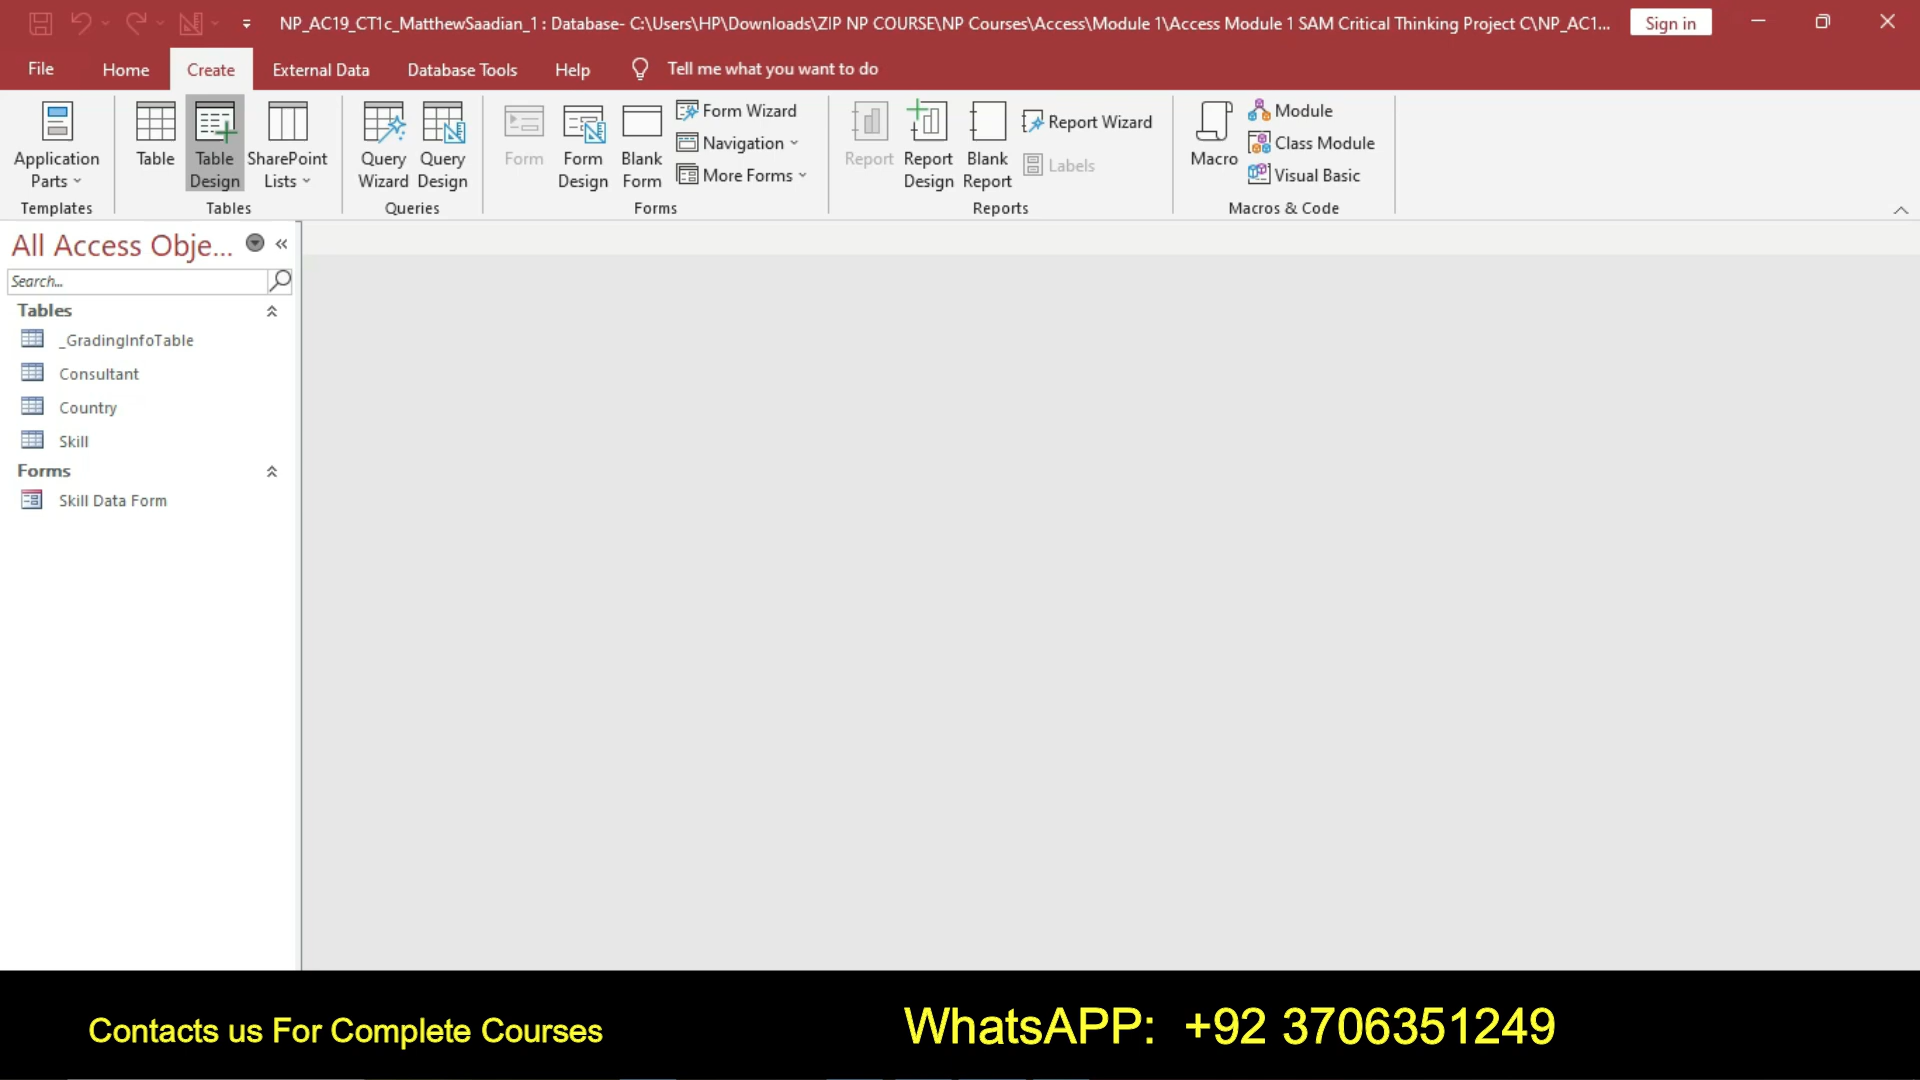 NP_AC19_CT1c_MatthewSaadian_1 : Database- C:\Users\HP\Downloads\ZIP NP COURSE\NP Courses\Access\Module 1\Access Module 1 SAM Critical Thinking Project C\NP_AC1...
Sign in
File
Home
Create
External Data
Database Tools
Help
Tell me what you want to do
Application
Parts
Templates
Table
Table
Design
SharePoint
Lists
Tables
Query
Wizard
Query
Design
Queries
Form
Form
Design
Blank
Form
Form Wizard
Navigation
More Forms
Forms
Report
Report
Design
Blank
Report
Report Wizard
Labels
Reports
Macro
Module
Class Module
Visual Basic
Macros & Code
All Access Obje...
Search...
Tables
_GradingInfoTable
Consultant
Country
Skill
Forms
Skill Data Form
Contacts us For Complete Courses
WhatsAPP: +92 3706351249